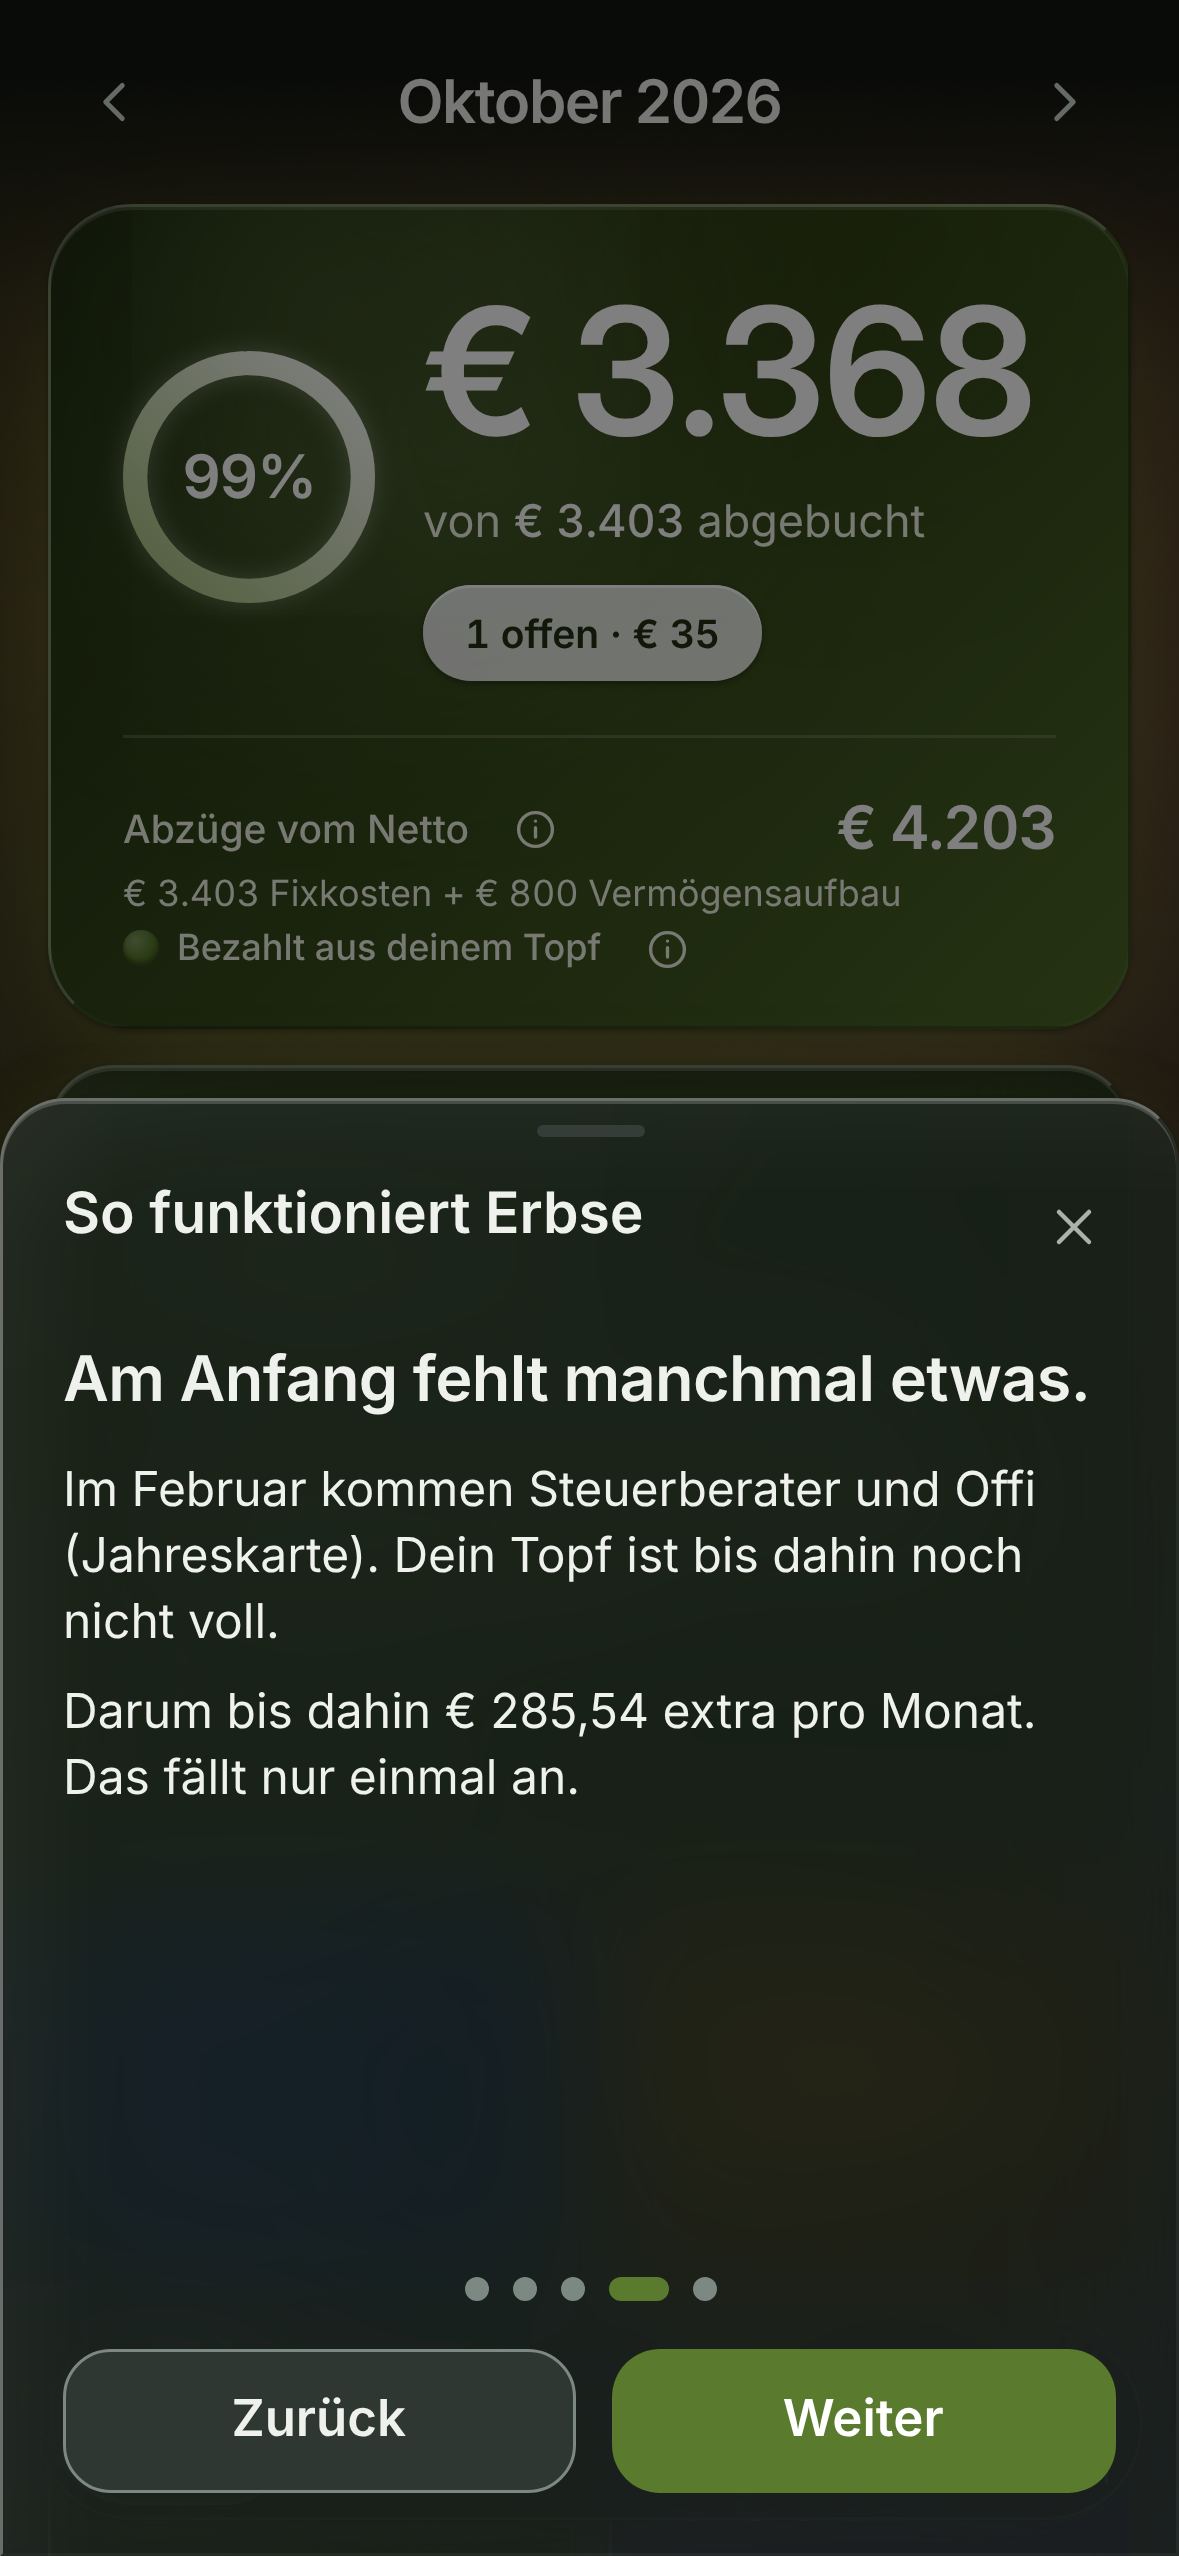 Oktober 2026
€ 3.368
99%
von € 3.403 abgebucht
1 offen · € 35
Abzüge vom Netto
€ 4.203
€ 3.403 Fixkosten + € 800 Vermögensaufbau
Bezahlt aus deinem Topf
So funktioniert Erbse
Am Anfang fehlt manchmal etwas.
Im Februar kommen Steuerberater und Offi
(Jahreskarte). Dein Topf ist bis dahin noch
nicht voll.
Darum bis dahin € 285,54 extra pro Monat.
Das fällt nur einmal an.
Zurück
Weiter